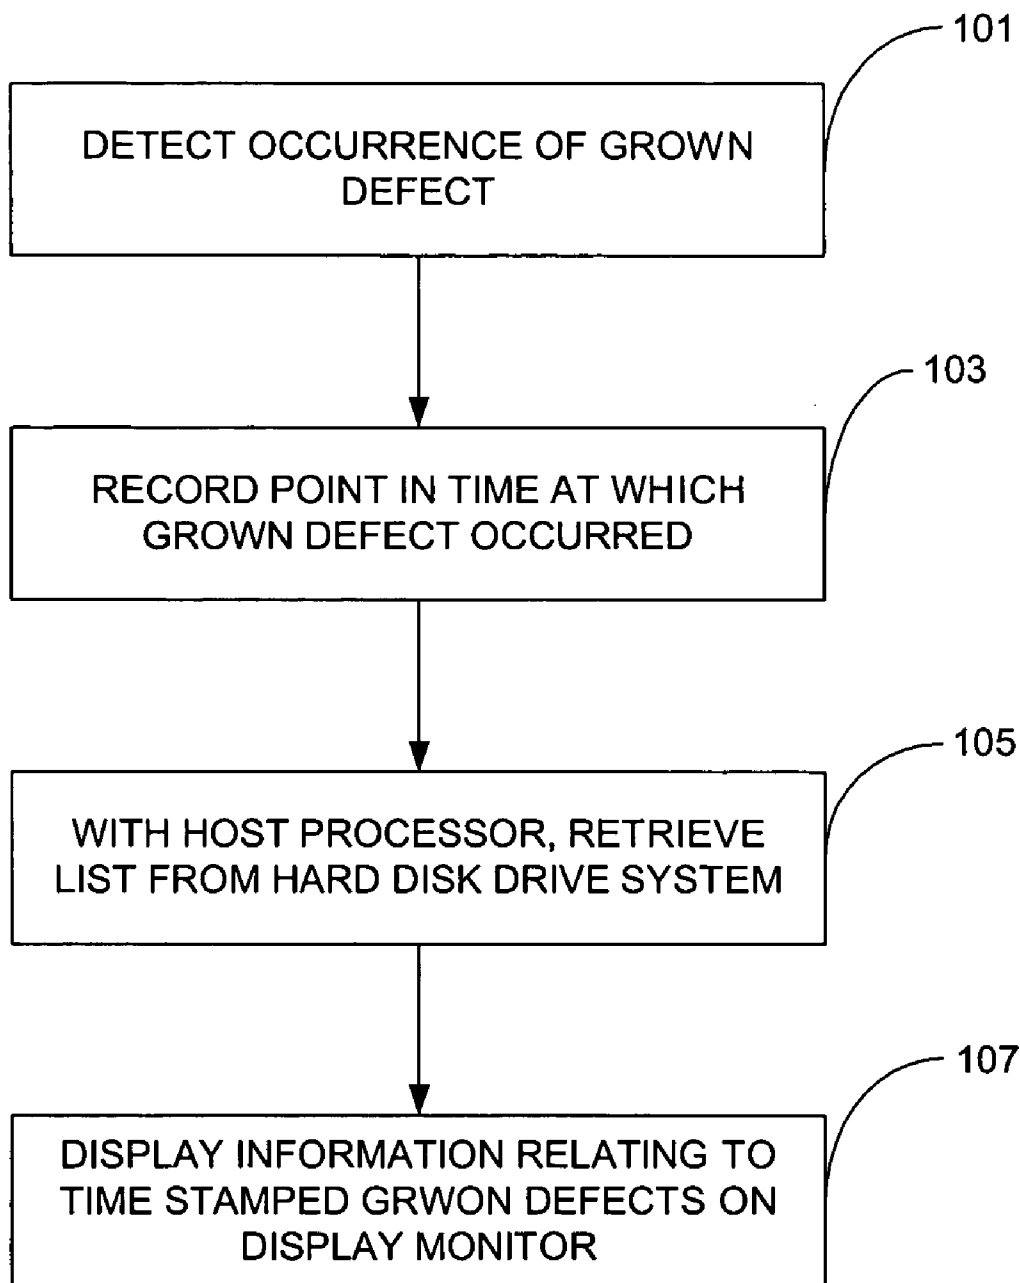 101
DETECT OCCURRENCE OF GROWN
DEFECT
103
RECORD POINT IN TIME AT WHICH
GROWN DEFECT OCCURRED
105
WITH HOST PROCESSOR, RETRIEVE
LIST FROM HARD DISK DRIVE SYSTEM
107
DISPLAY INFORMATION RELATING TO
TIME STAMPED GRWON DEFECTS ON
DISPLAY MONITOR